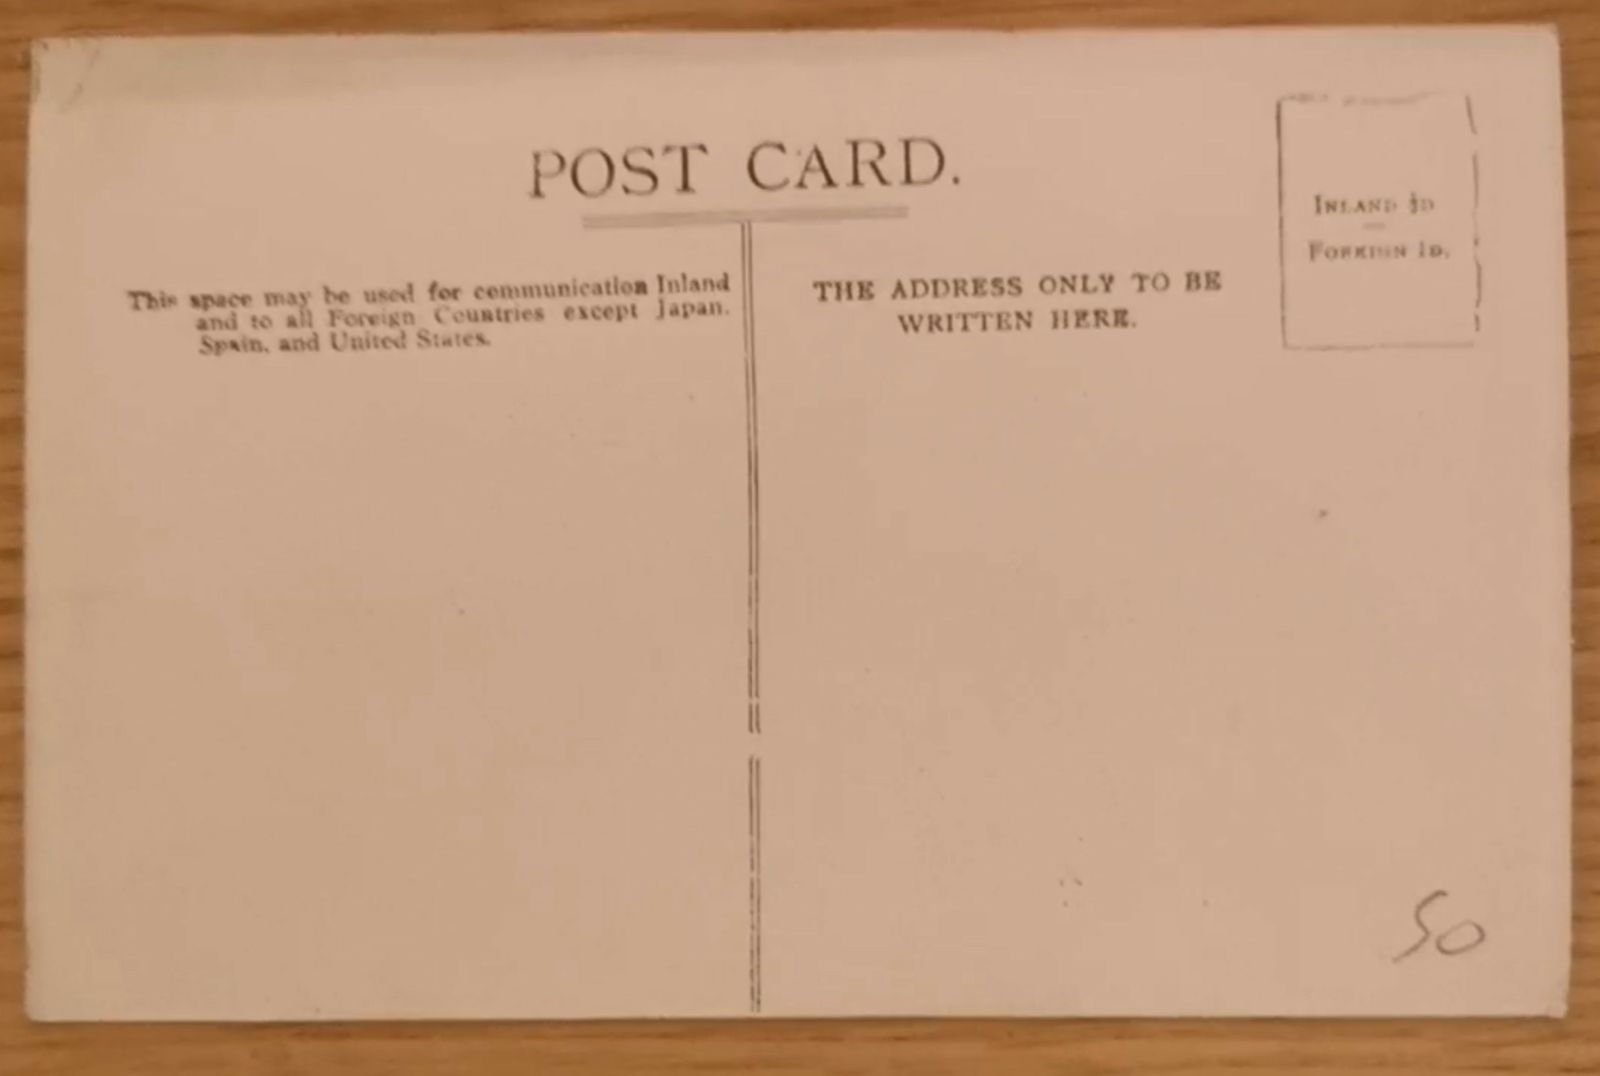 POST CARD.
This space may be used for communication Inland
and to all Foreign Countries except Japan.
Spain, and United States.
THE ADDRESS ONLY TO BE
WRITTEN HERE.
INLAND ½D
FOREIGN 1D.
50